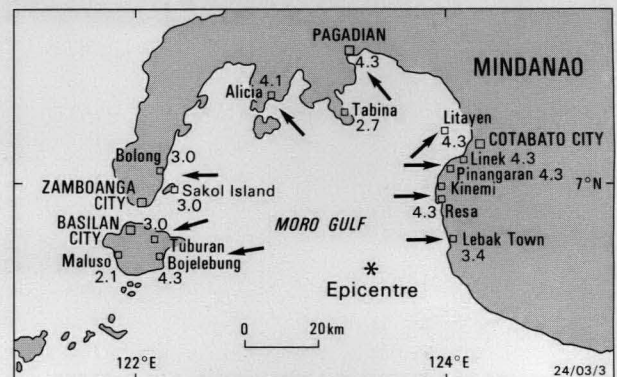 PAGADIAN
4.3
MINDANAO
Alicia
4.1
Tabina
2.7
Litayen
4.3
COTABATO CITY
Linek 4.3
Pinangaran 4.3
Bolong
3.0
ZAMBOANGA
CITY
Sakol Island
3.0
Kinemi
7°N
4.3
Resa
MORO GULF
BASILAN
CITY
3.0
Tuburan
Maluso
2.1
Bojelebung
4.3
Lebak Town
3.4
*
Epicentre
0 20km
122°E
124°E
24/03/3